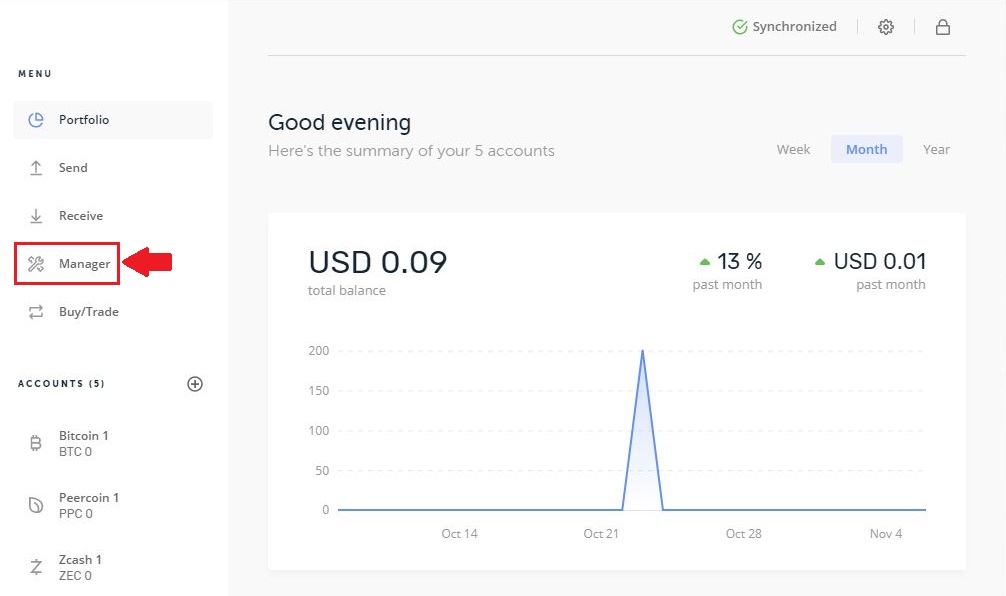 MENU
Portfolio
Send
Receive
Manager
Buy/Trade
ACCOUNTS (5)
Bitcoin 1
BTC 0
Peercoin 1
PPC 0
Zcash 1
ZEC 0
Synchronized
Good evening
Here's the summary of your 5 accounts
Week Month Year
USD 0.09
total balance
13 %
past month
USD 0.01
past month
200
150
100
50
0
Oct 14 Oct 21 Oct 28 Nov 4